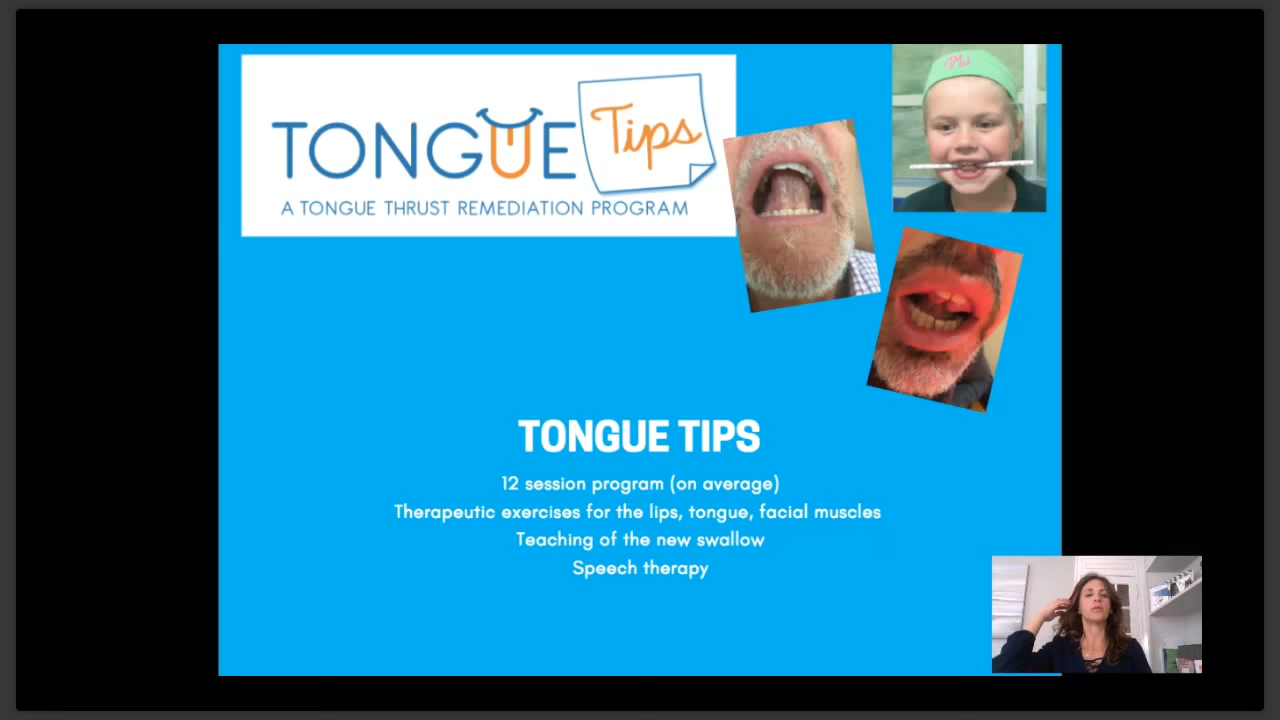 TONGUE Tips
A TONGUE THRUST REMEDIATION PROGRAM
TONGUE TIPS
12 session program (on average)
Therapeutic exercises for the lips, tongue, facial muscles
Teaching of the new swallow
Speech therapy